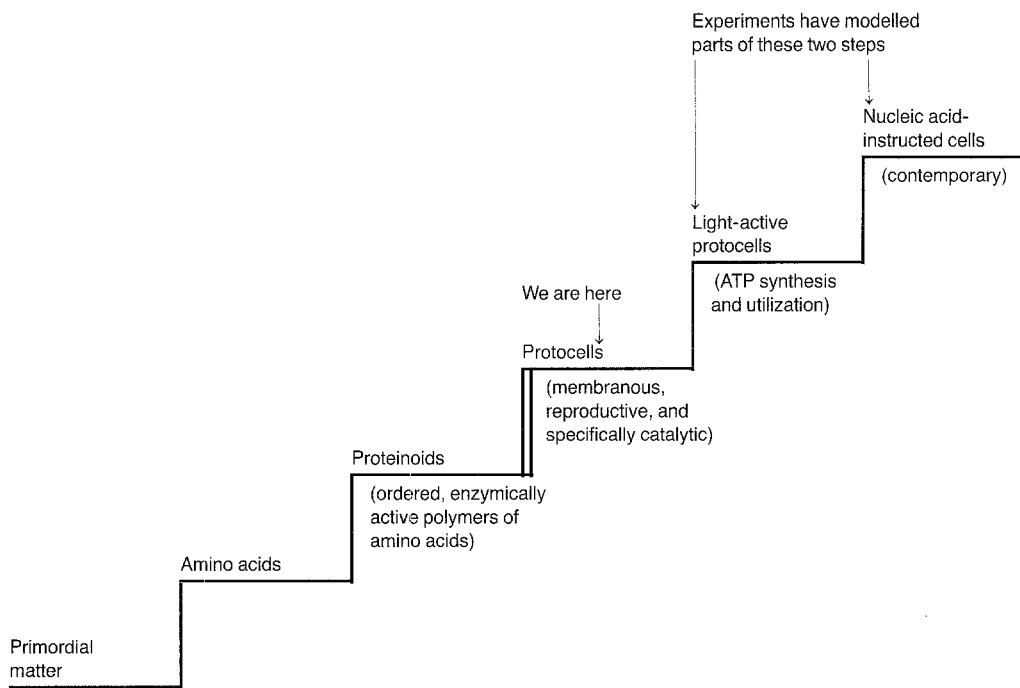 Experiments have modelled
parts of these two steps
Nucleic acid-
instructed cells
(contemporary)
Light-active
protocells
(ATP synthesis
and utilization)
We are here
Protocells
(membranous,
reproductive, and
specifically catalytic)
Proteinoids
(ordered, enzymically
active polymers of
amino acids)
Amino acids
Primordial
matter